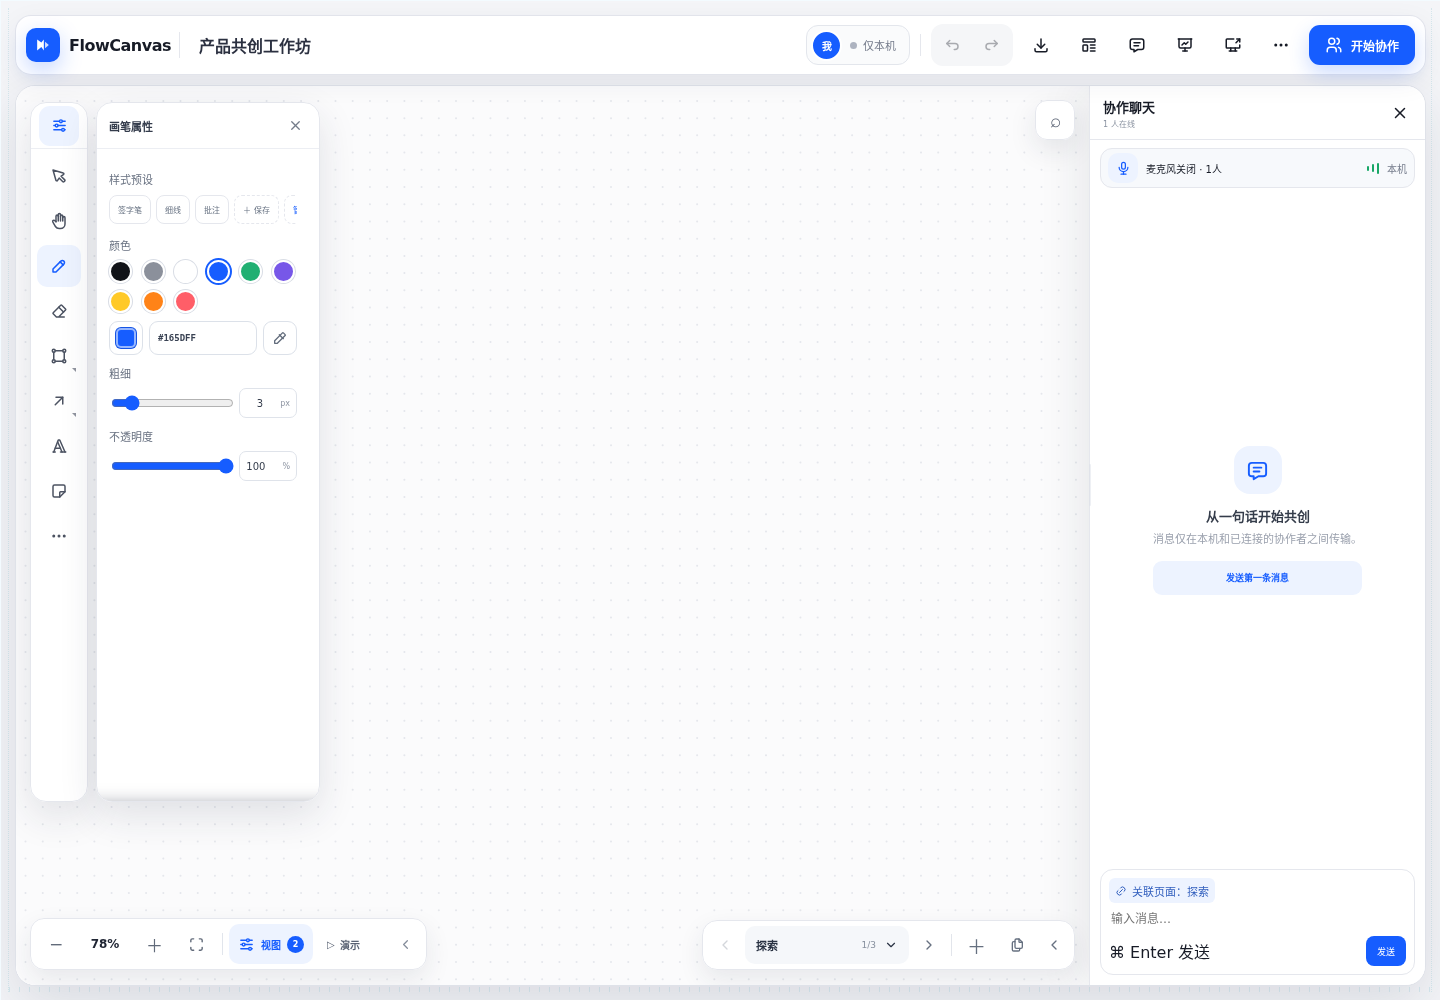 FlowCanvas
产品共创工作坊
我
仅本机
开始协作
画笔属性
样式预设
签字笔
细线
批注
＋ 保存
颜色
#165DFF
粗细
3 px
不透明度
100 %
协作聊天
1 人在线
麦克风关闭 · 1人
本机
从一句话开始共创
消息仅在本机和已连接的协作者之间传输。
发送第一条消息
关联页面：探索
输入消息…
⌘ Enter 发送
发送
78%
视图 2
▷ 演示
探索 1/3